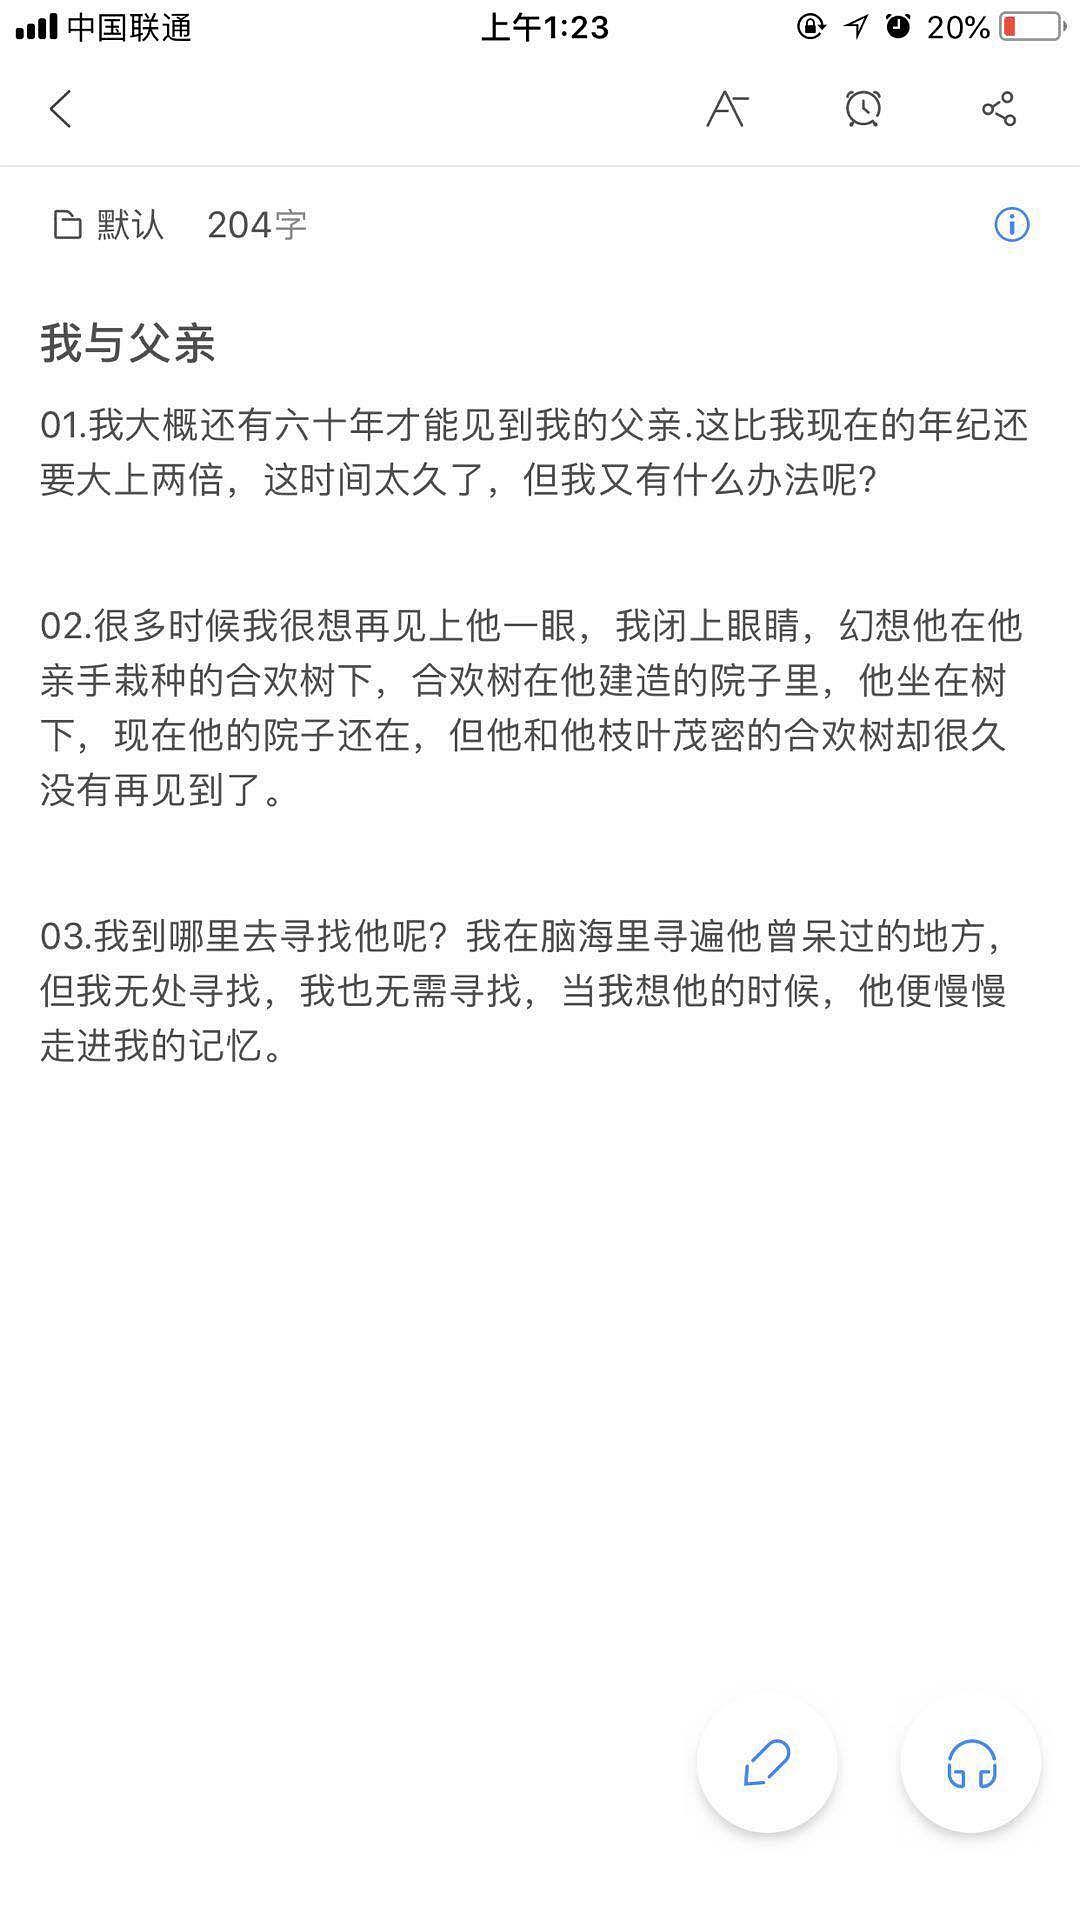 中国联通 上午1:23 20%
默认 204字
我与父亲
01.我大概还有六十年才能见到我的父亲.这比我现在的年纪还
要大上两倍，这时间太久了，但我又有什么办法呢？
02.很多时候我很想再见上他一眼，我闭上眼睛，幻想他在他
亲手栽种的合欢树下，合欢树在他建造的院子里，他坐在树
下，现在他的院子还在，但他和他枝叶茂密的合欢树却很久
没有再见到了。
03.我到哪里去寻找他呢？我在脑海里寻遍他曾呆过的地方，
但我无处寻找，我也无需寻找，当我想他的时候，他便慢慢
走进我的记忆。